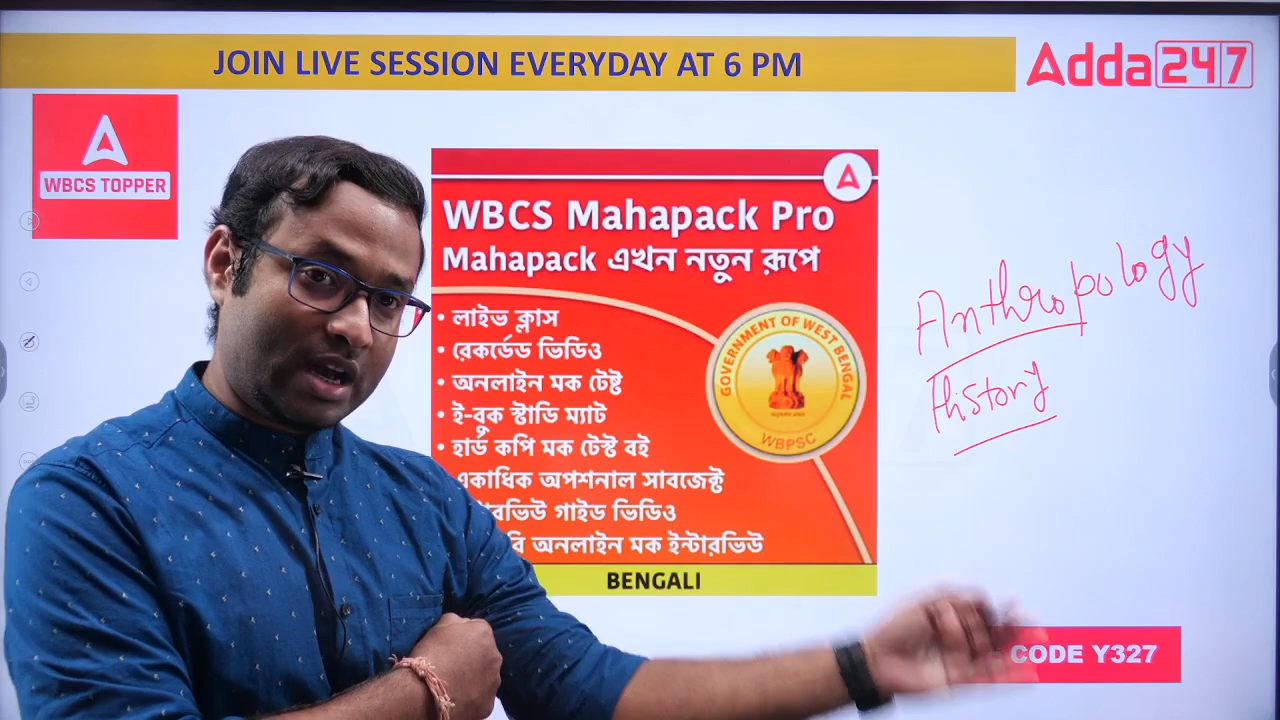 JOIN LIVE SESSION EVERYDAY AT 6 PM
Adda247
WBCS TOPPER
WBCS Mahapack Pro
Mahapack এখন নতুন রূপে
• লাইভ ক্লাস
• রেকর্ডেড ভিডিও
• অনলাইন মক টেষ্ট
• ই-বুক স্টাডি ম্যাট
• হার্ড কপি মক টেস্ট বই
একাধিক অপশনাল সাবজেক্ট
গাইড ভিডিও
অনলাইন মক ইন্টারভিউ
GOVERNMENT OF WEST BENGAL
WBPSC
BENGALI
Anthropology
History
CODE Y327